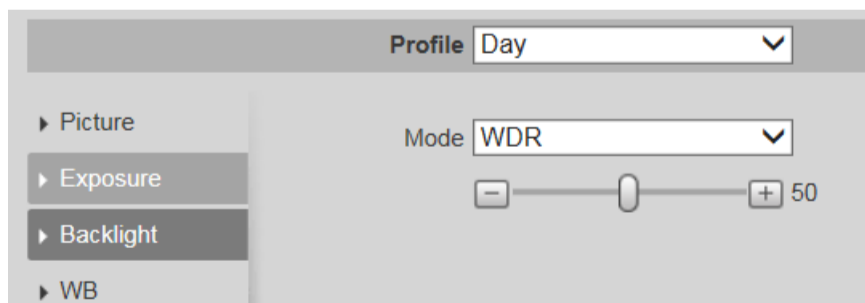 Profile Day
Picture
Mode WDR
Exposure
50
Backlight
WB